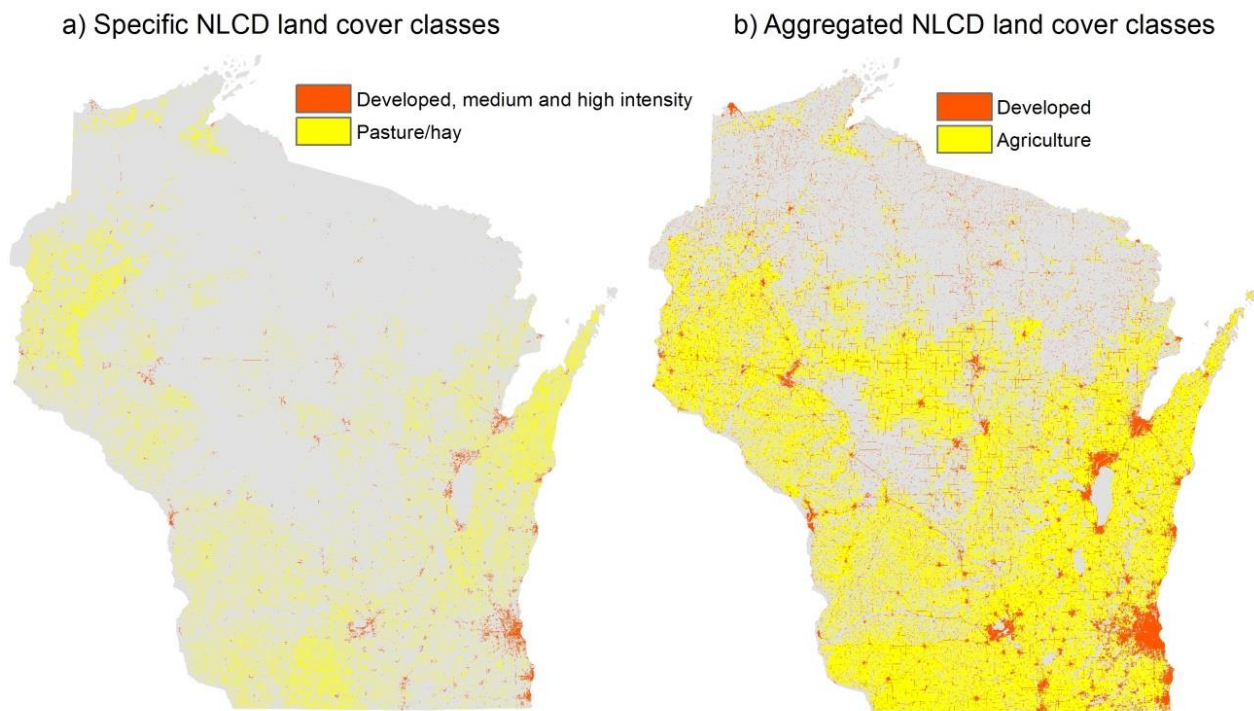 a) Specific NLCD land cover classes
Developed, medium and high intensity
Pasture/hay
b) Aggregated NLCD land cover classes
Developed
Agriculture